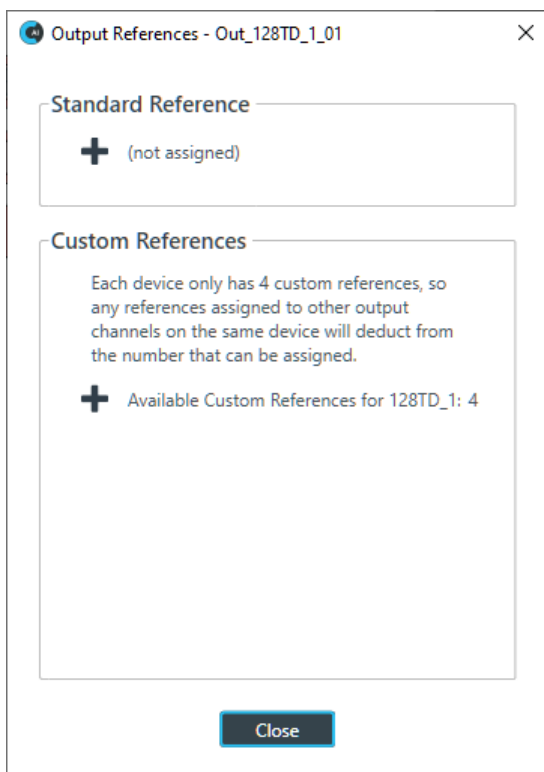 Output References - Out_128TD_1_01
Standard Reference
(not assigned)
Custom References
Each device only has 4 custom references, so
any references assigned to other output
channels on the same device will deduct from
the number that can be assigned.
Available Custom References for 128TD_1: 4
Close